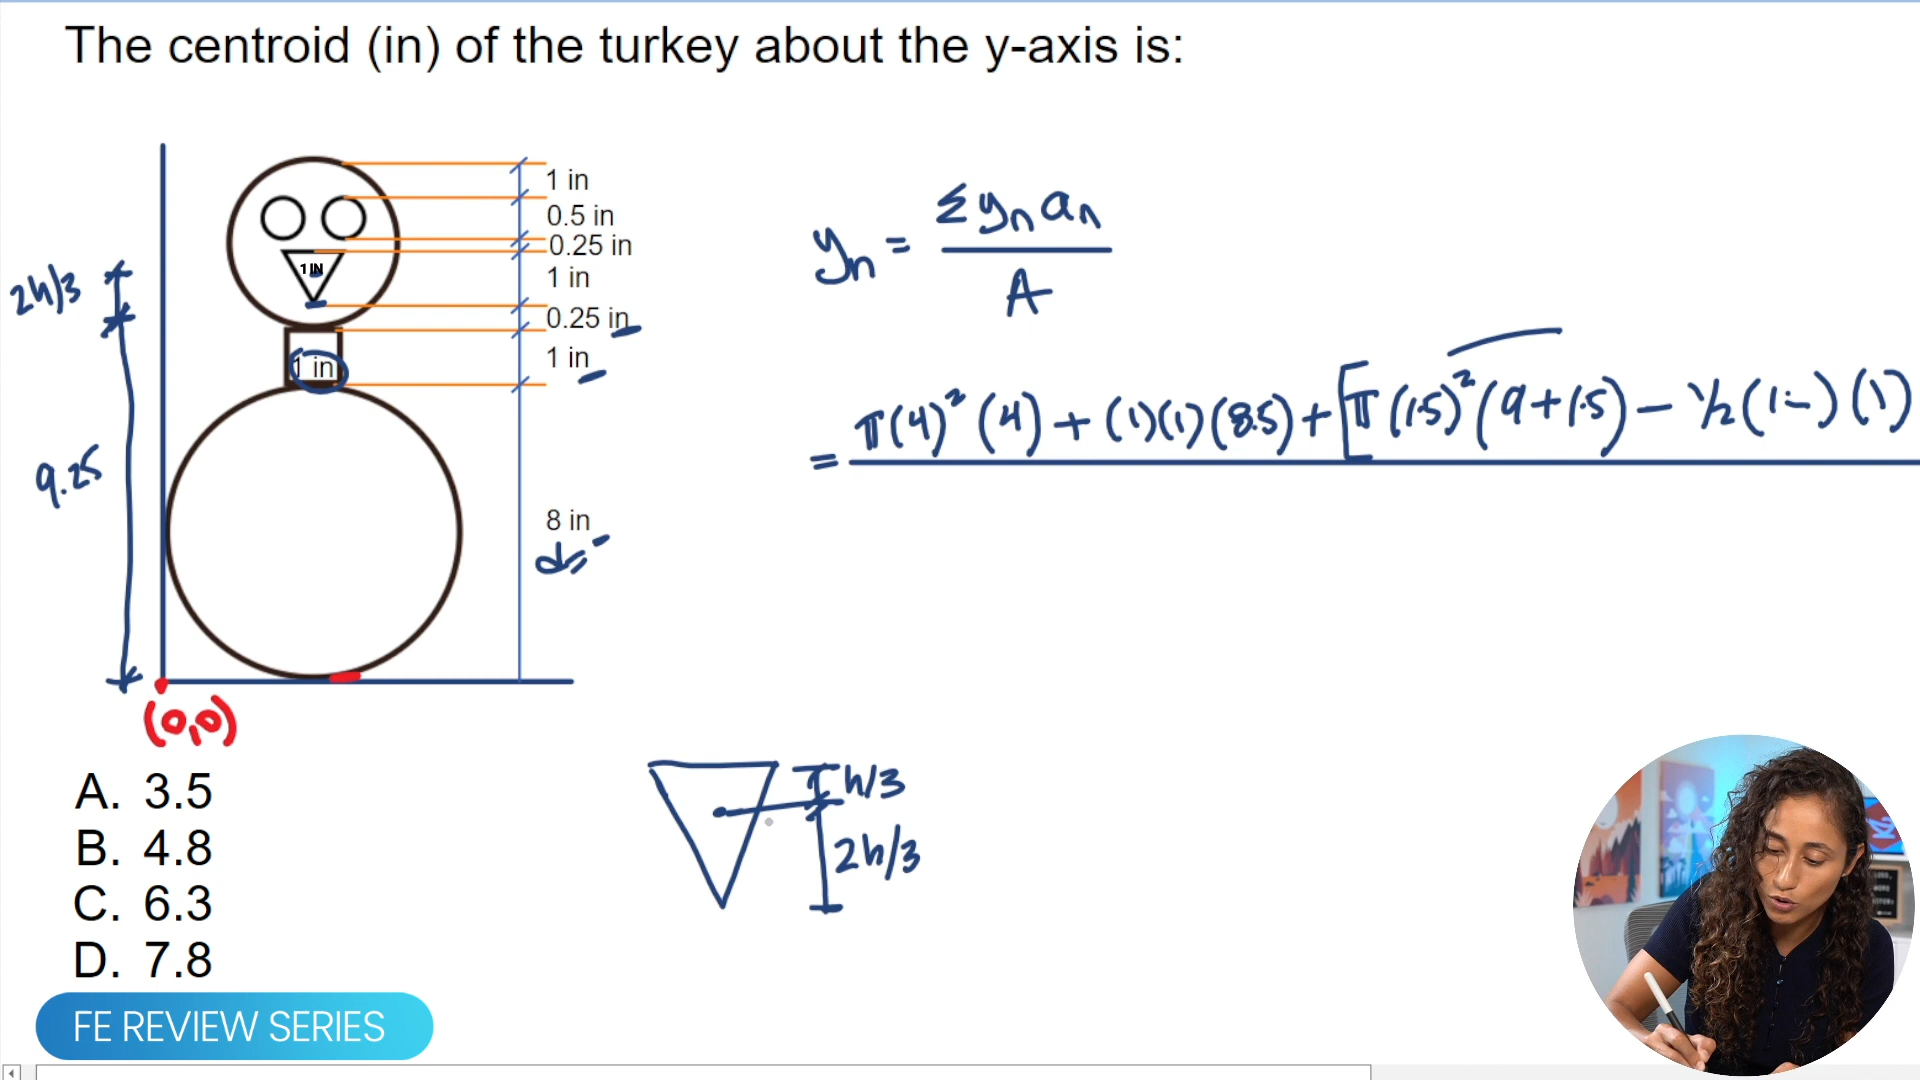 The centroid (in) of the turkey about the y-axis is:
1 in
0.5 in
0.25 in
1 IN
1 in
2h/3
0.25 in
1 in
1 in
9.25
8 in
d=
(0,0)
yn = Σ yn an
A
= π(4)² (4) + (1)(1)(8.5) + [π(1.5)² (9+1.5) – 1/2 (1 ) (1)
h/3
2h/3
A. 3.5
B. 4.8
C. 6.3
D. 7.8
FE REVIEW SERIES